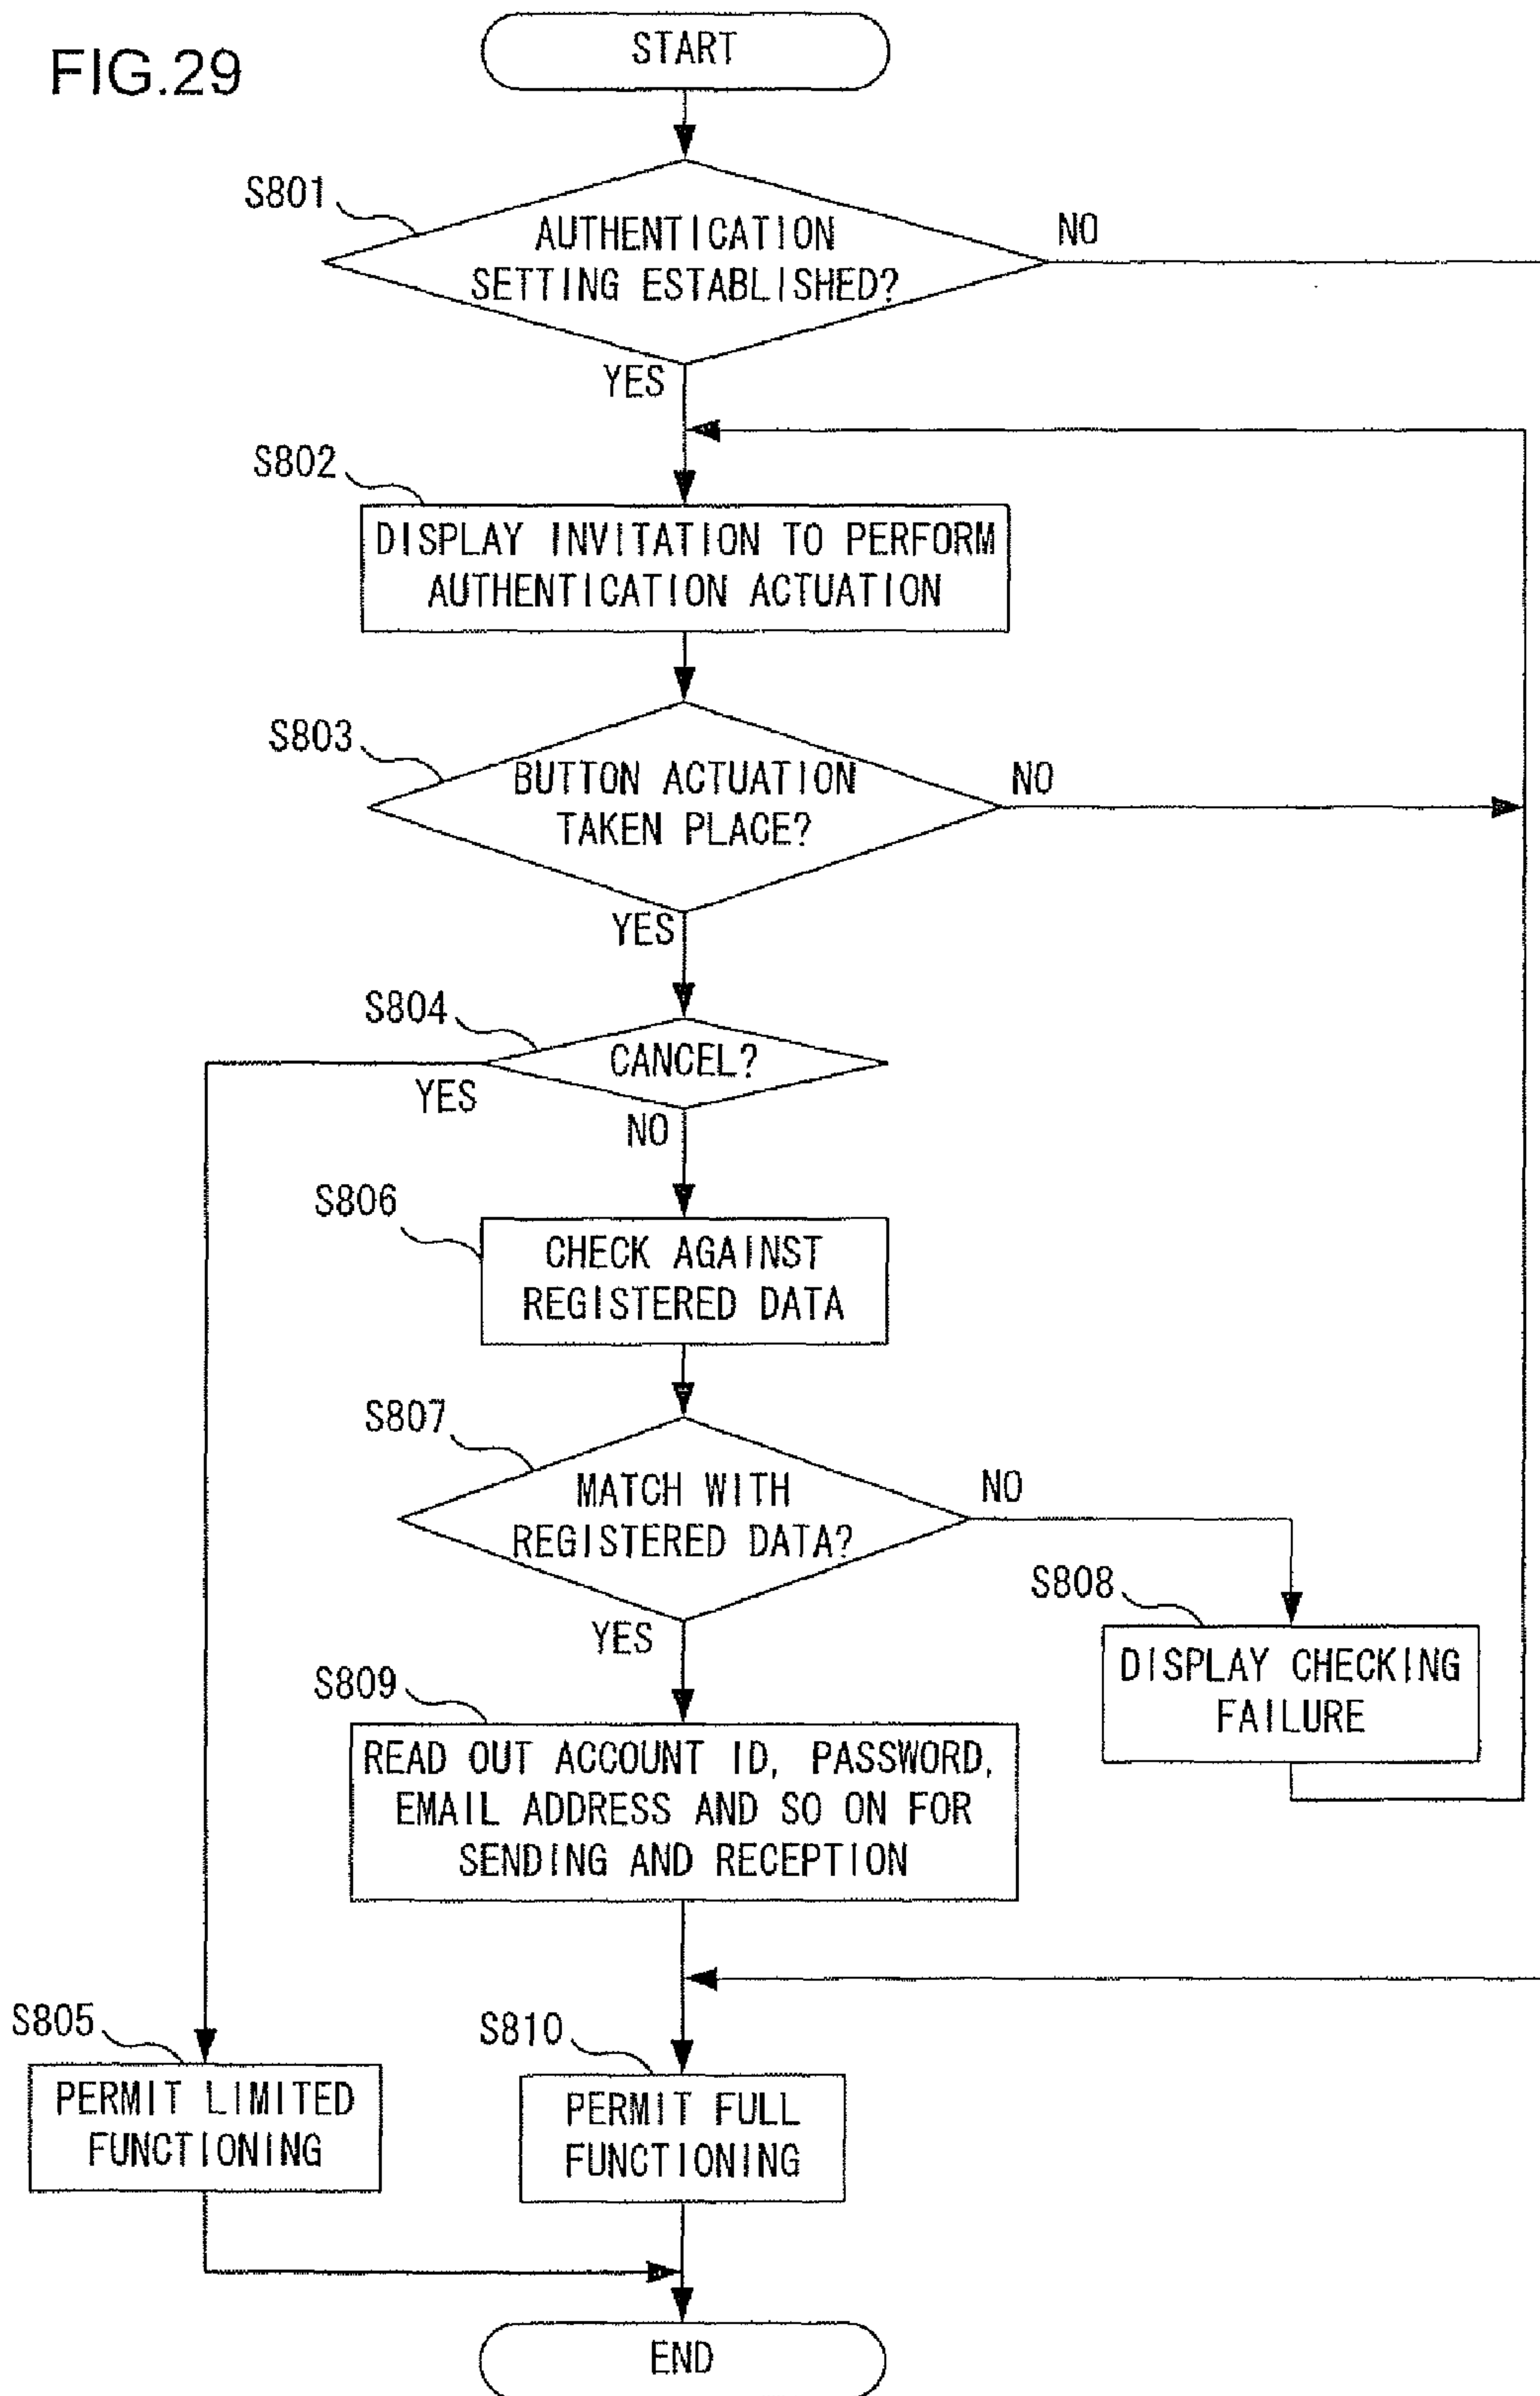 FIG.29
START
S801
AUTHENTICATION
SETTING ESTABLISHED?
NO
YES
S802
DISPLAY INVITATION TO PERFORM
AUTHENTICATION ACTUATION
S803
BUTTON ACTUATION
TAKEN PLACE?
NO
YES
S804
CANCEL?
YES
NO
S806
CHECK AGAINST
REGISTERED DATA
S807
MATCH WITH
REGISTERED DATA?
NO
YES
S808
DISPLAY CHECKING
FAILURE
S809
READ OUT ACCOUNT ID, PASSWORD,
EMAIL ADDRESS AND SO ON FOR
SENDING AND RECEPTION
S805
PERMIT LIMITED
FUNCTIONING
S810
PERMIT FULL
FUNCTIONING
END